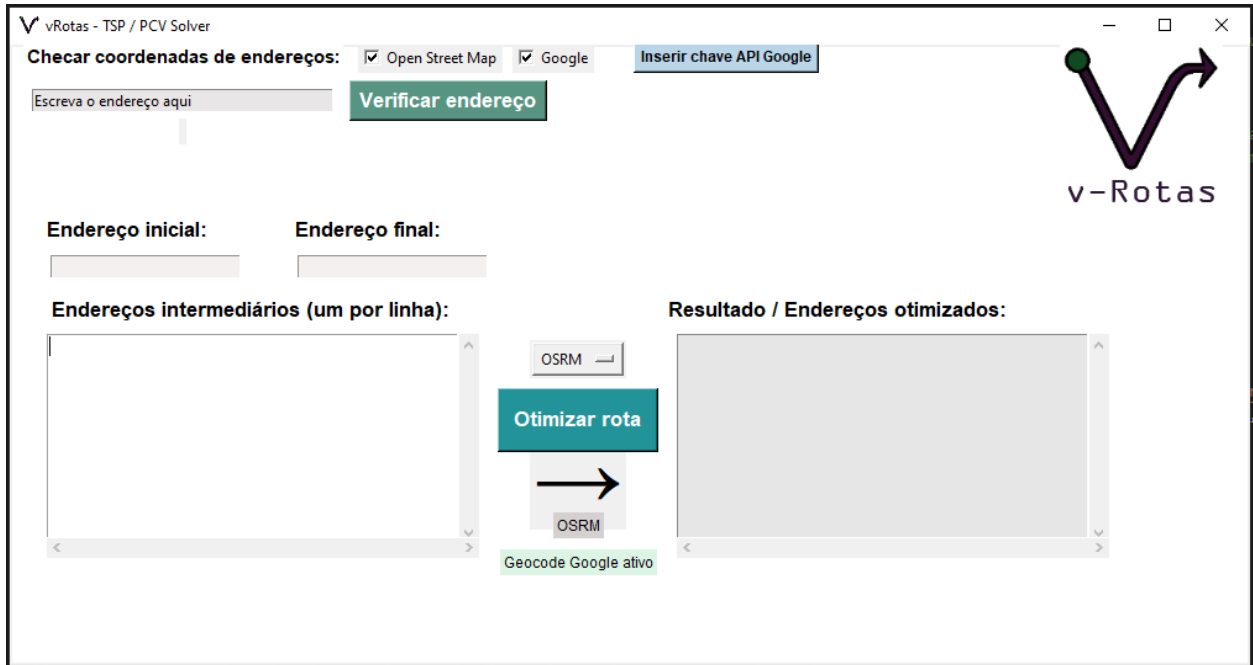 vRotas - TSP / PCV Solver
Checar coordenadas de endereços: Open Street Map Google Inserir chave API Google
Escreva o endereço aqui Verificar endereço
v-Rotas
Endereço inicial: Endereço final:
Endereços intermediários (um por linha): Resultado / Endereços otimizados:
OSRM
Otimizar rota
OSRM
Geocode Google ativo